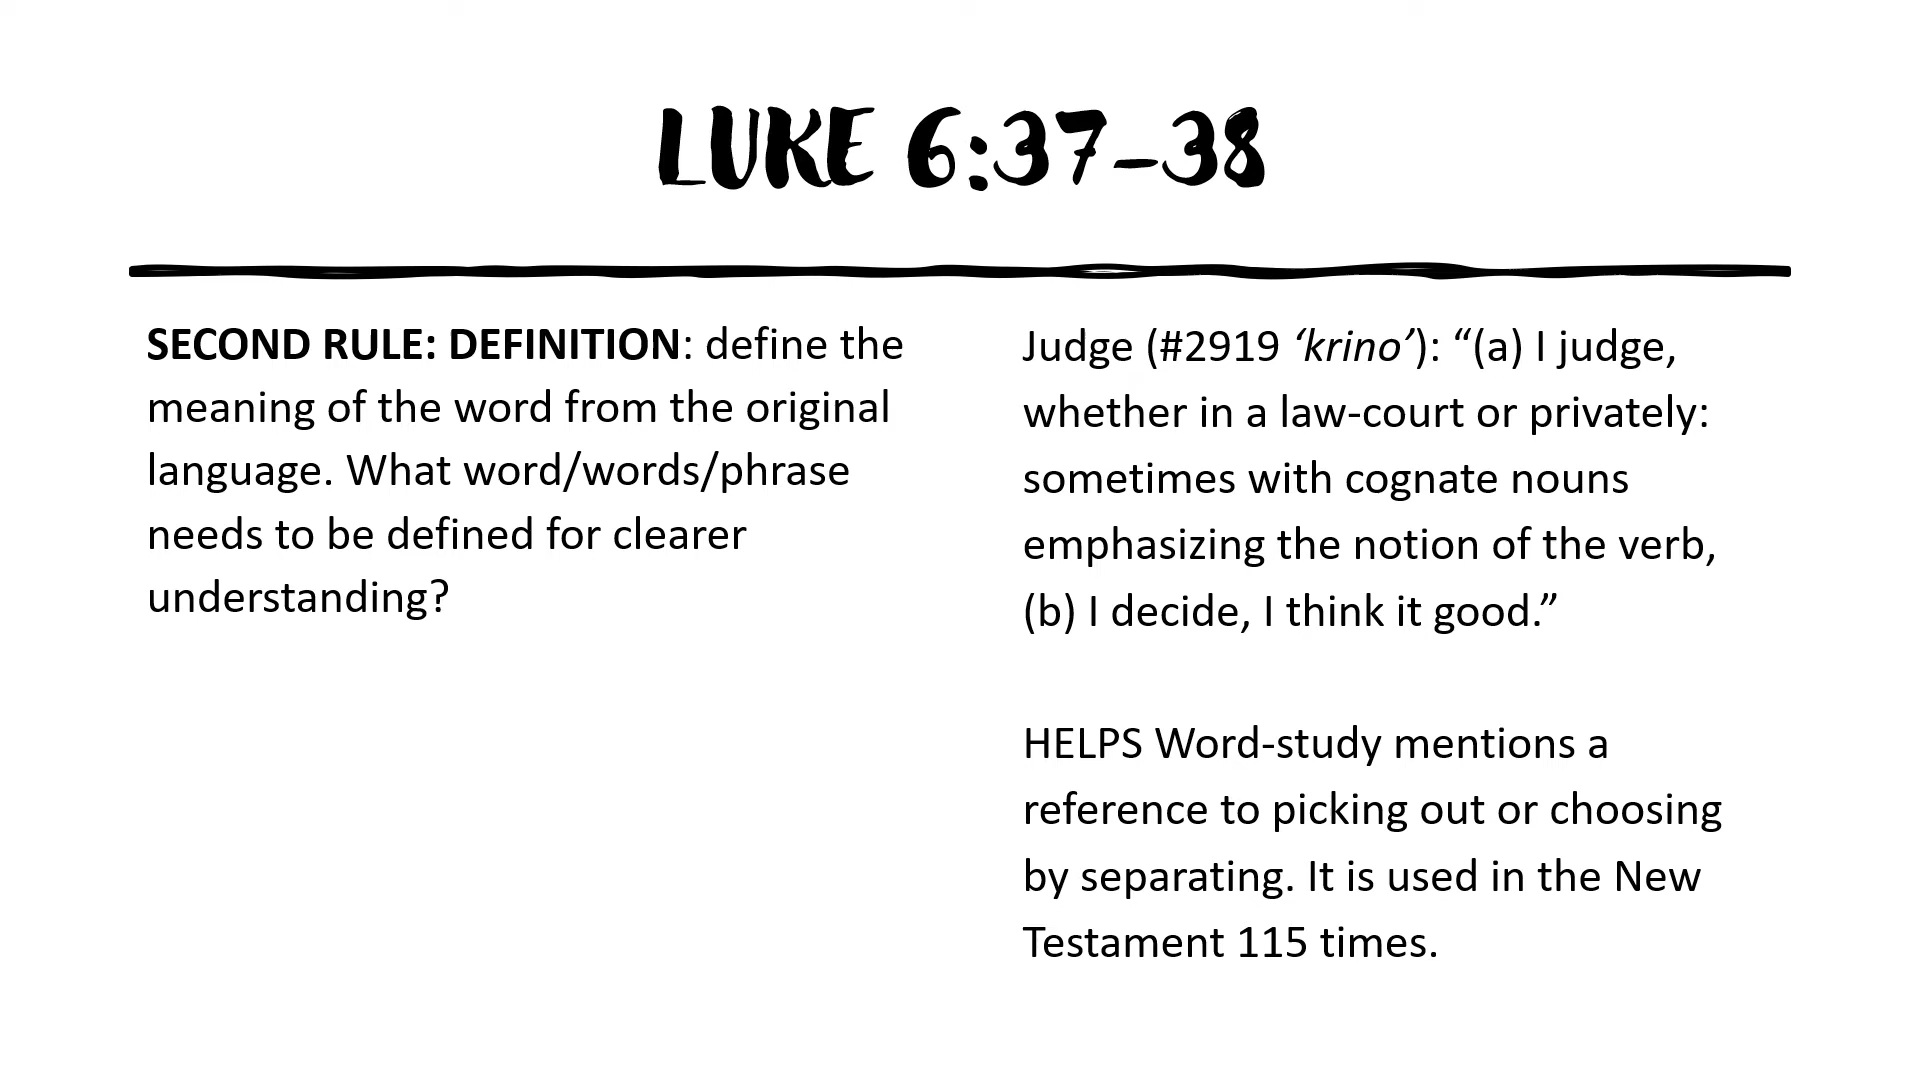 LUKE 6:37-38
SECOND RULE: DEFINITION: define the
meaning of the word from the original
language. What word/words/phrase
needs to be defined for clearer
understanding?
Judge (#2919 ‘krino’): “(a) I judge,
whether in a law-court or privately:
sometimes with cognate nouns
emphasizing the notion of the verb,
(b) I decide, I think it good.”
HELPS Word-study mentions a
reference to picking out or choosing
by separating. It is used in the New
Testament 115 times.